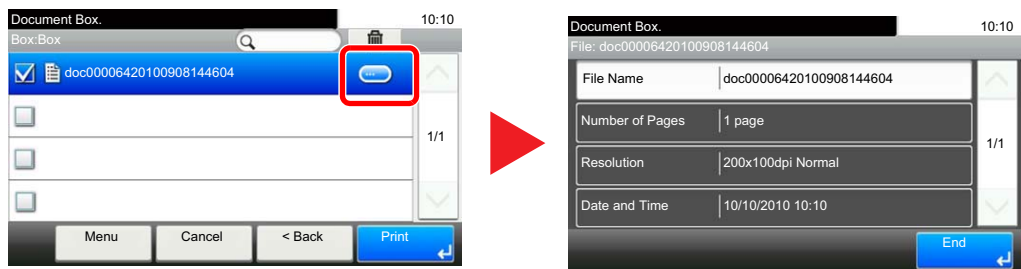 Document Box. 10:10
Box:Box
doc00006420100908144604
1/1
Menu Cancel < Back Print
Document Box. 10:10
File: doc00006420100908144604
File Name doc00006420100908144604
Number of Pages 1 page
1/1
Resolution 200x100dpi Normal
Date and Time 10/10/2010 10:10
End